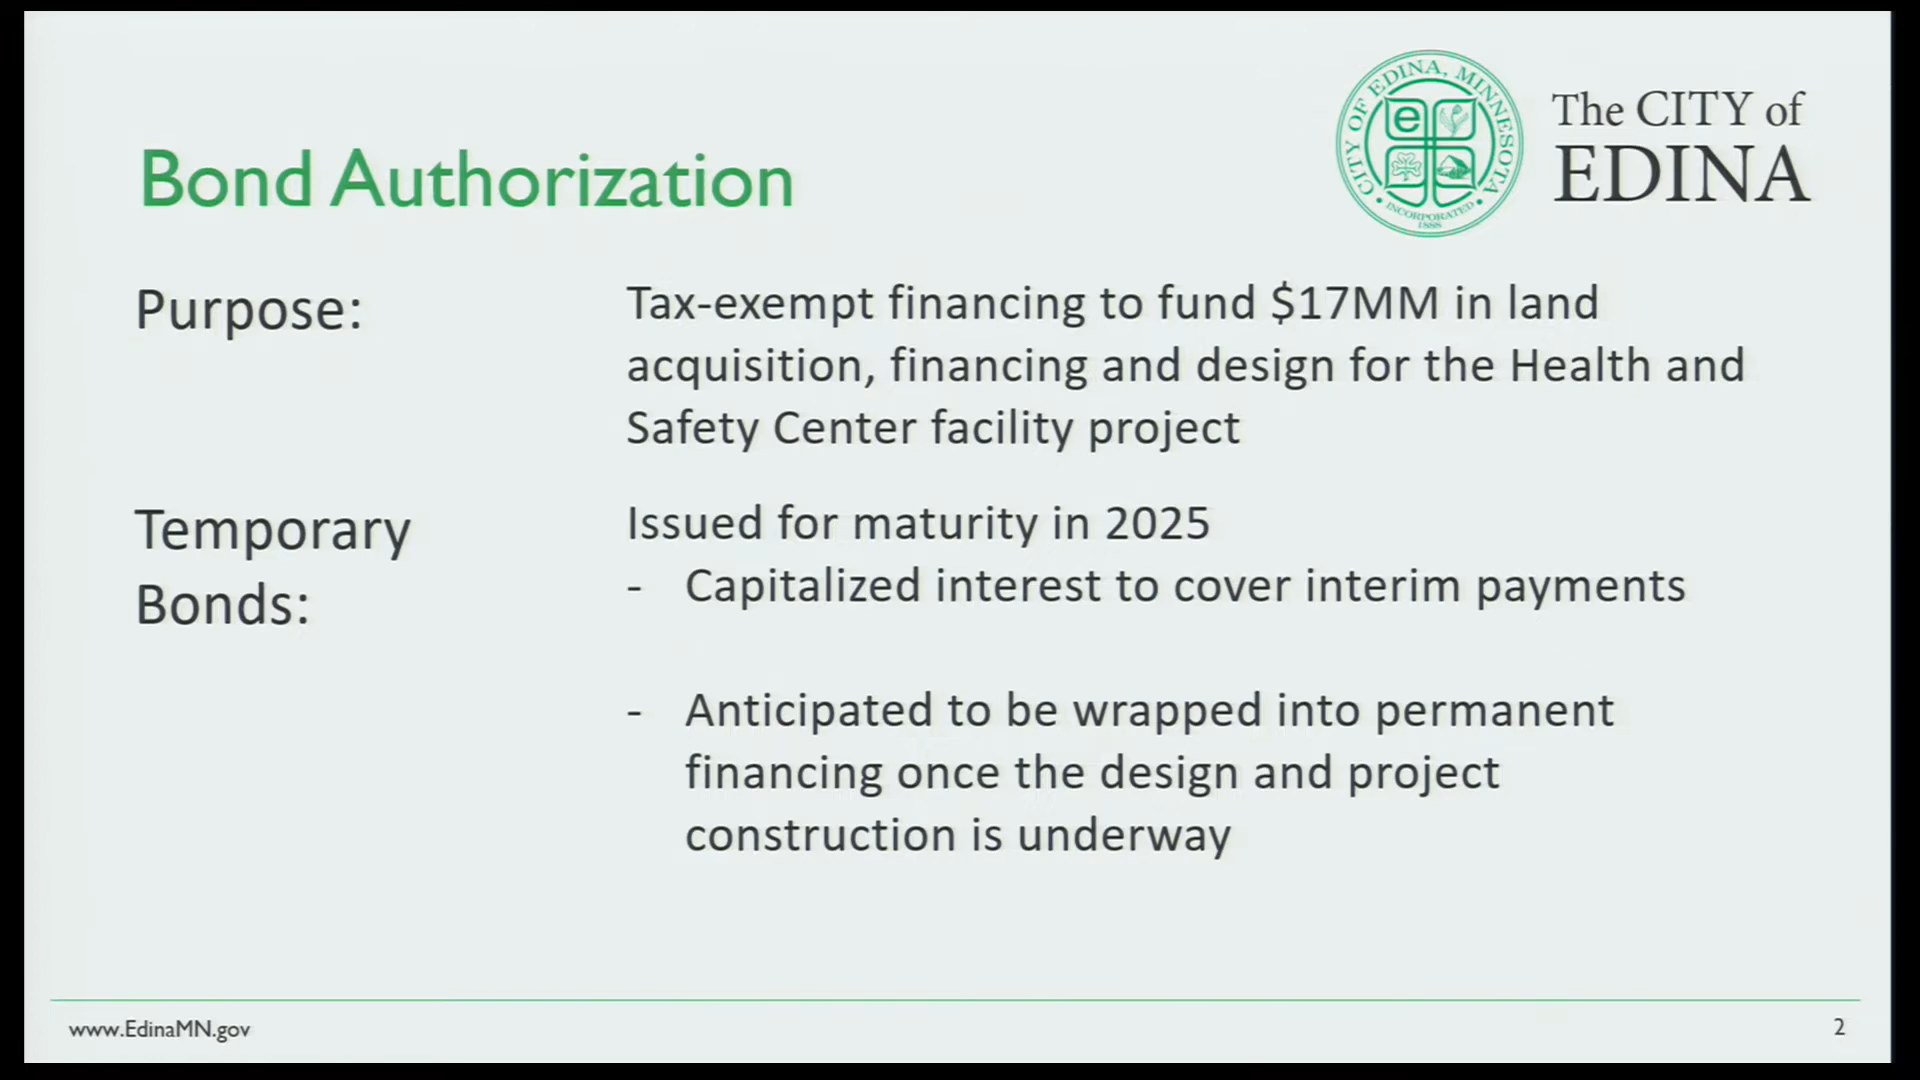 CITY OF EDINA, MINNESOTA
e
• INCORPORATED •
1888
The CITY of
EDINA
Bond Authorization
Purpose:
Tax-exempt financing to fund $17MM in land
acquisition, financing and design for the Health and
Safety Center facility project
Temporary
Bonds:
Issued for maturity in 2025
- Capitalized interest to cover interim payments
- Anticipated to be wrapped into permanent
financing once the design and project
construction is underway
www.EdinaMN.gov
2